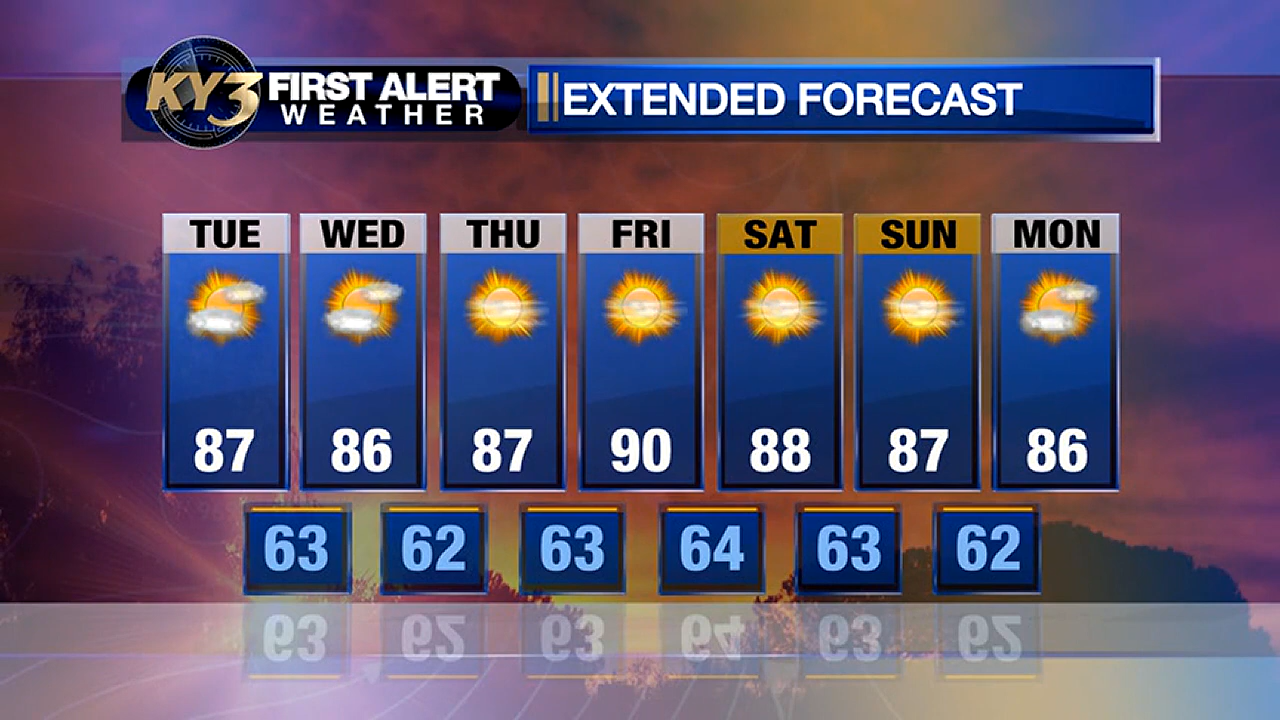 KY3 FIRST ALERT
WEATHER
EXTENDED FORECAST
TUE WED THU FRI SAT SUN MON
87 86 87 90 88 87 86
63 62 63 64 63 62